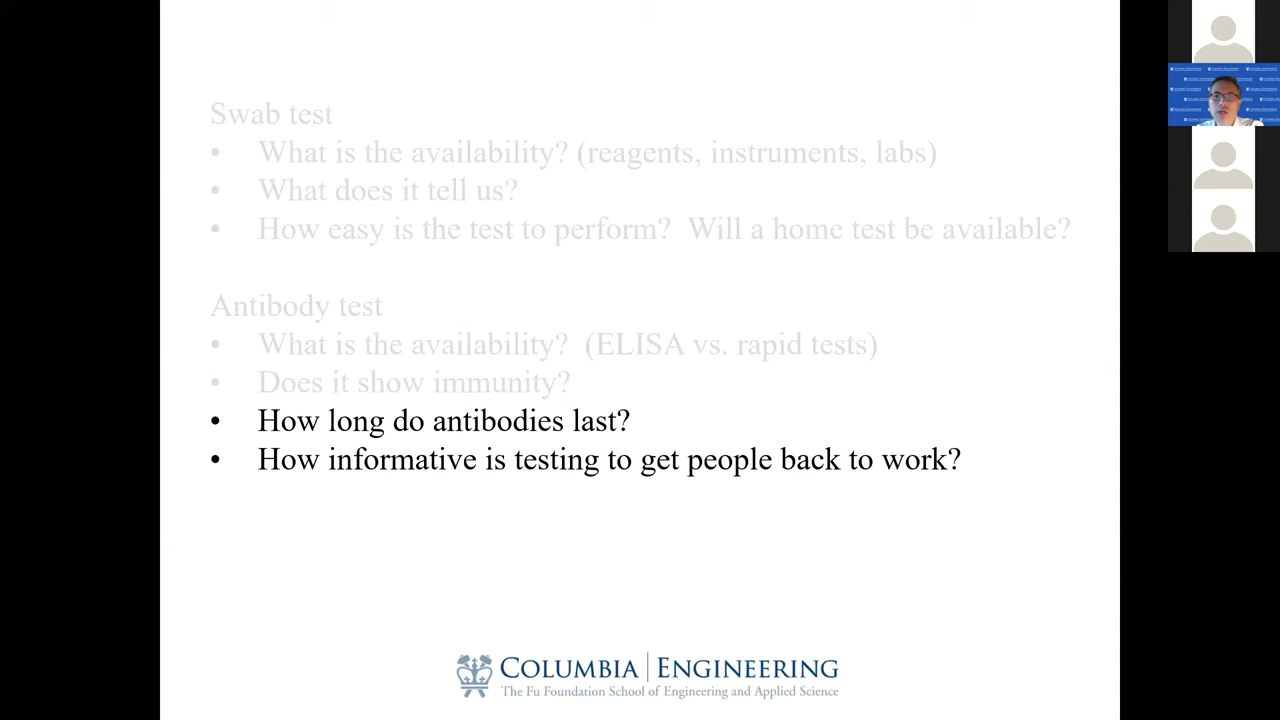 Swab test
• What is the availability? (reagents, instruments, labs)
• What does it tell us?
• How easy is the test to perform? Will a home test be available?
Antibody test
• What is the availability? (ELISA vs. rapid tests)
• Does it show immunity?
• How long do antibodies last?
• How informative is testing to get people back to work?
COLUMBIA | ENGINEERING
The Fu Foundation School of Engineering and Applied Science